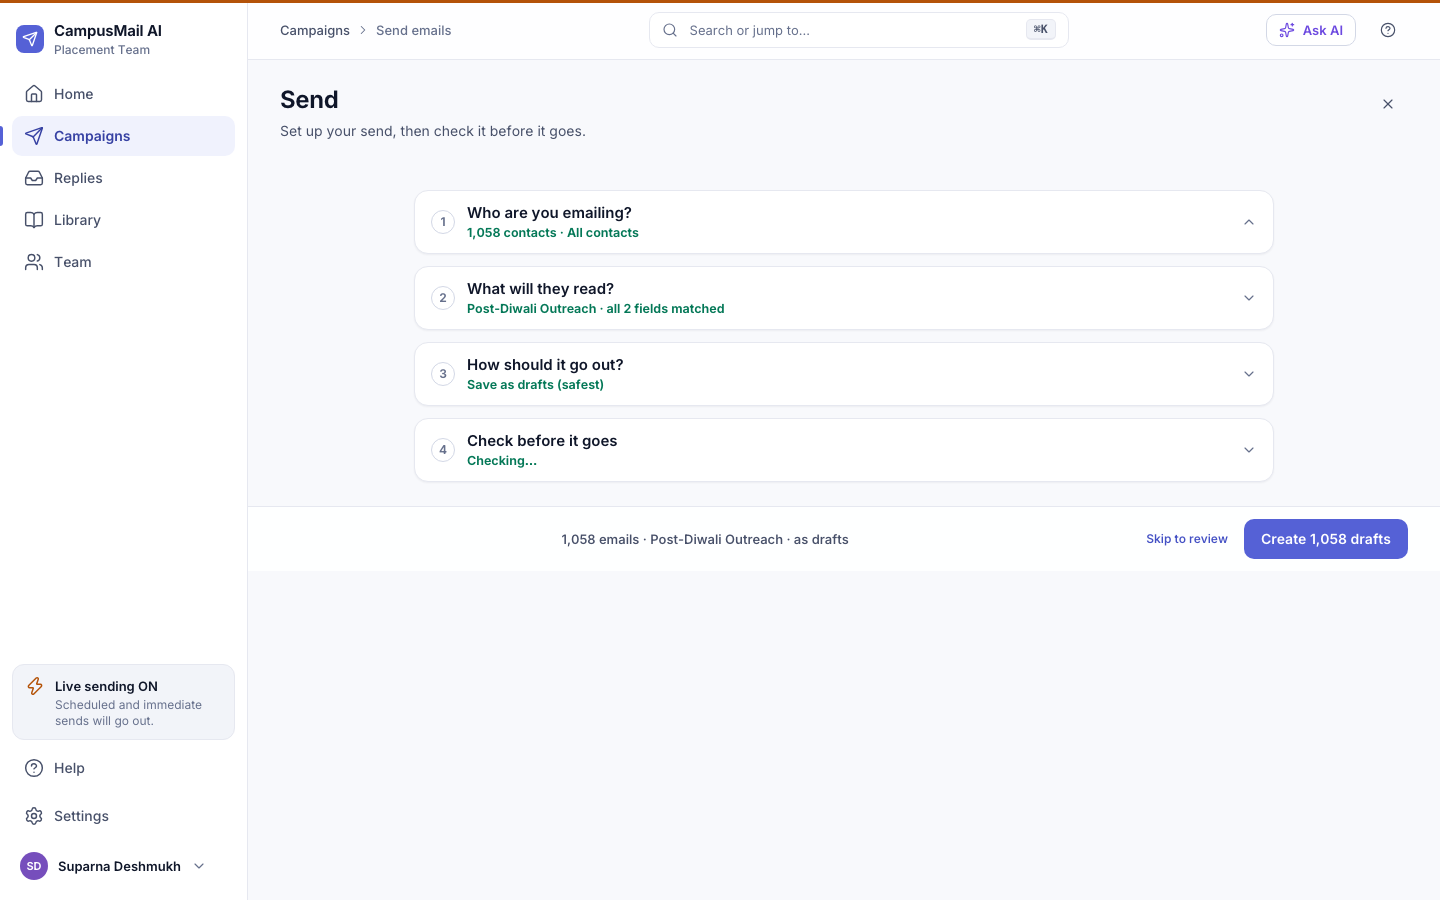 CampusMail AI
Placement Team
Home
Campaigns
Replies
Library
Team
Live sending ON
Scheduled and immediate
sends will go out.
Help
Settings
SD
Suparna Deshmukh
Campaigns
Send emails
Search or jump to...
⌘K
Ask AI
Send
Set up your send, then check it before it goes.
1
Who are you emailing?
1,058 contacts · All contacts
2
What will they read?
Post-Diwali Outreach · all 2 fields matched
3
How should it go out?
Save as drafts (safest)
4
Check before it goes
Checking...
1,058 emails · Post-Diwali Outreach · as drafts
Skip to review
Create 1,058 drafts